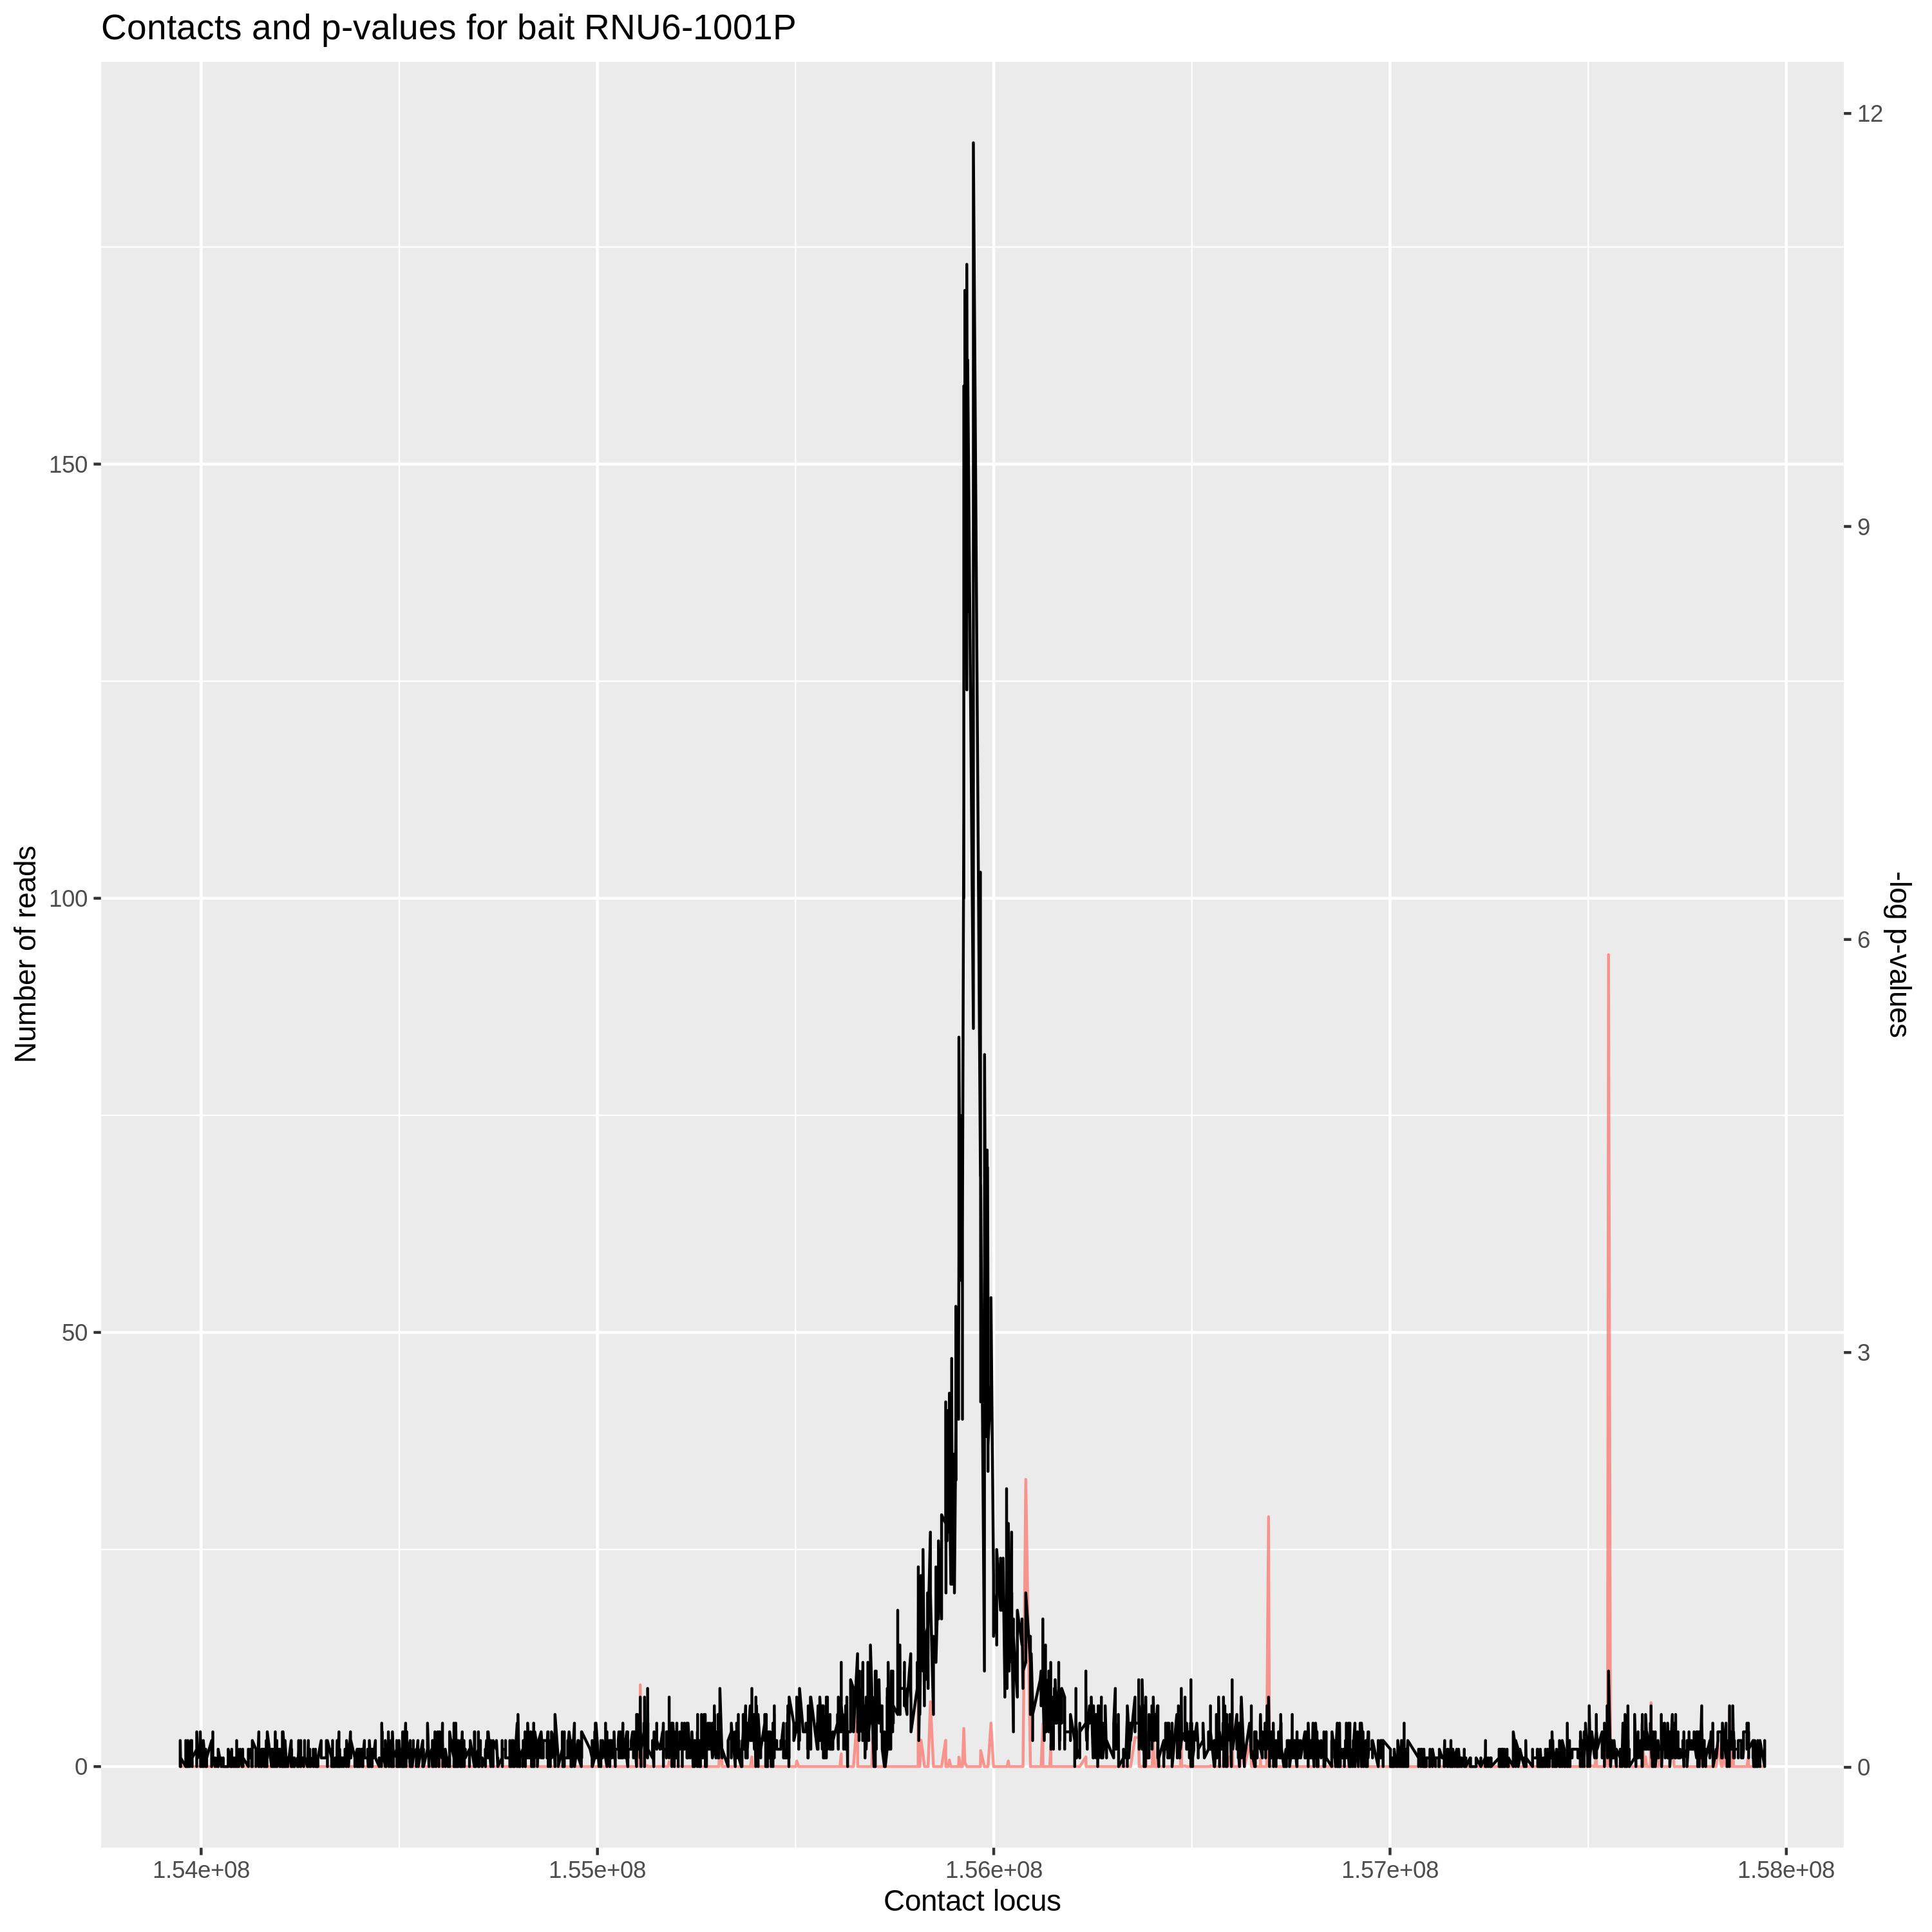 Contacts and p-values for bait RNU6-1001P
12
150
9
100
6
Number of reads
-log p-values
50
3
0
0
1.54e+08
1.55e+08
1.56e+08
1.57e+08
1.58e+08
Contact locus